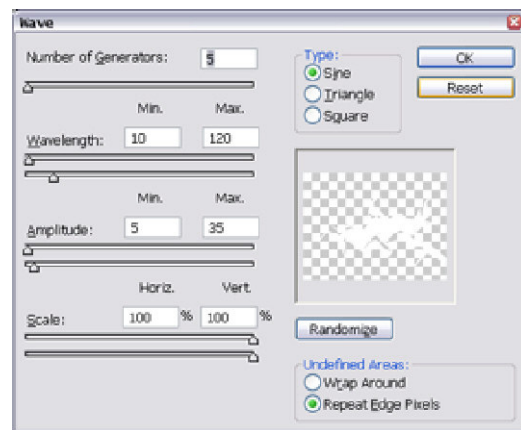 Wave
Number of Generators: 5
Min. Max.
Wavelength: 10 120
Min. Max.
Amplitude: 5 35
Horiz. Vert.
Scale: 100 % 100 %
Type:
Sine
Triangle
Square
OK
Reset
Randomize
Undefined Areas:
Wrap Around
Repeat Edge Pixels